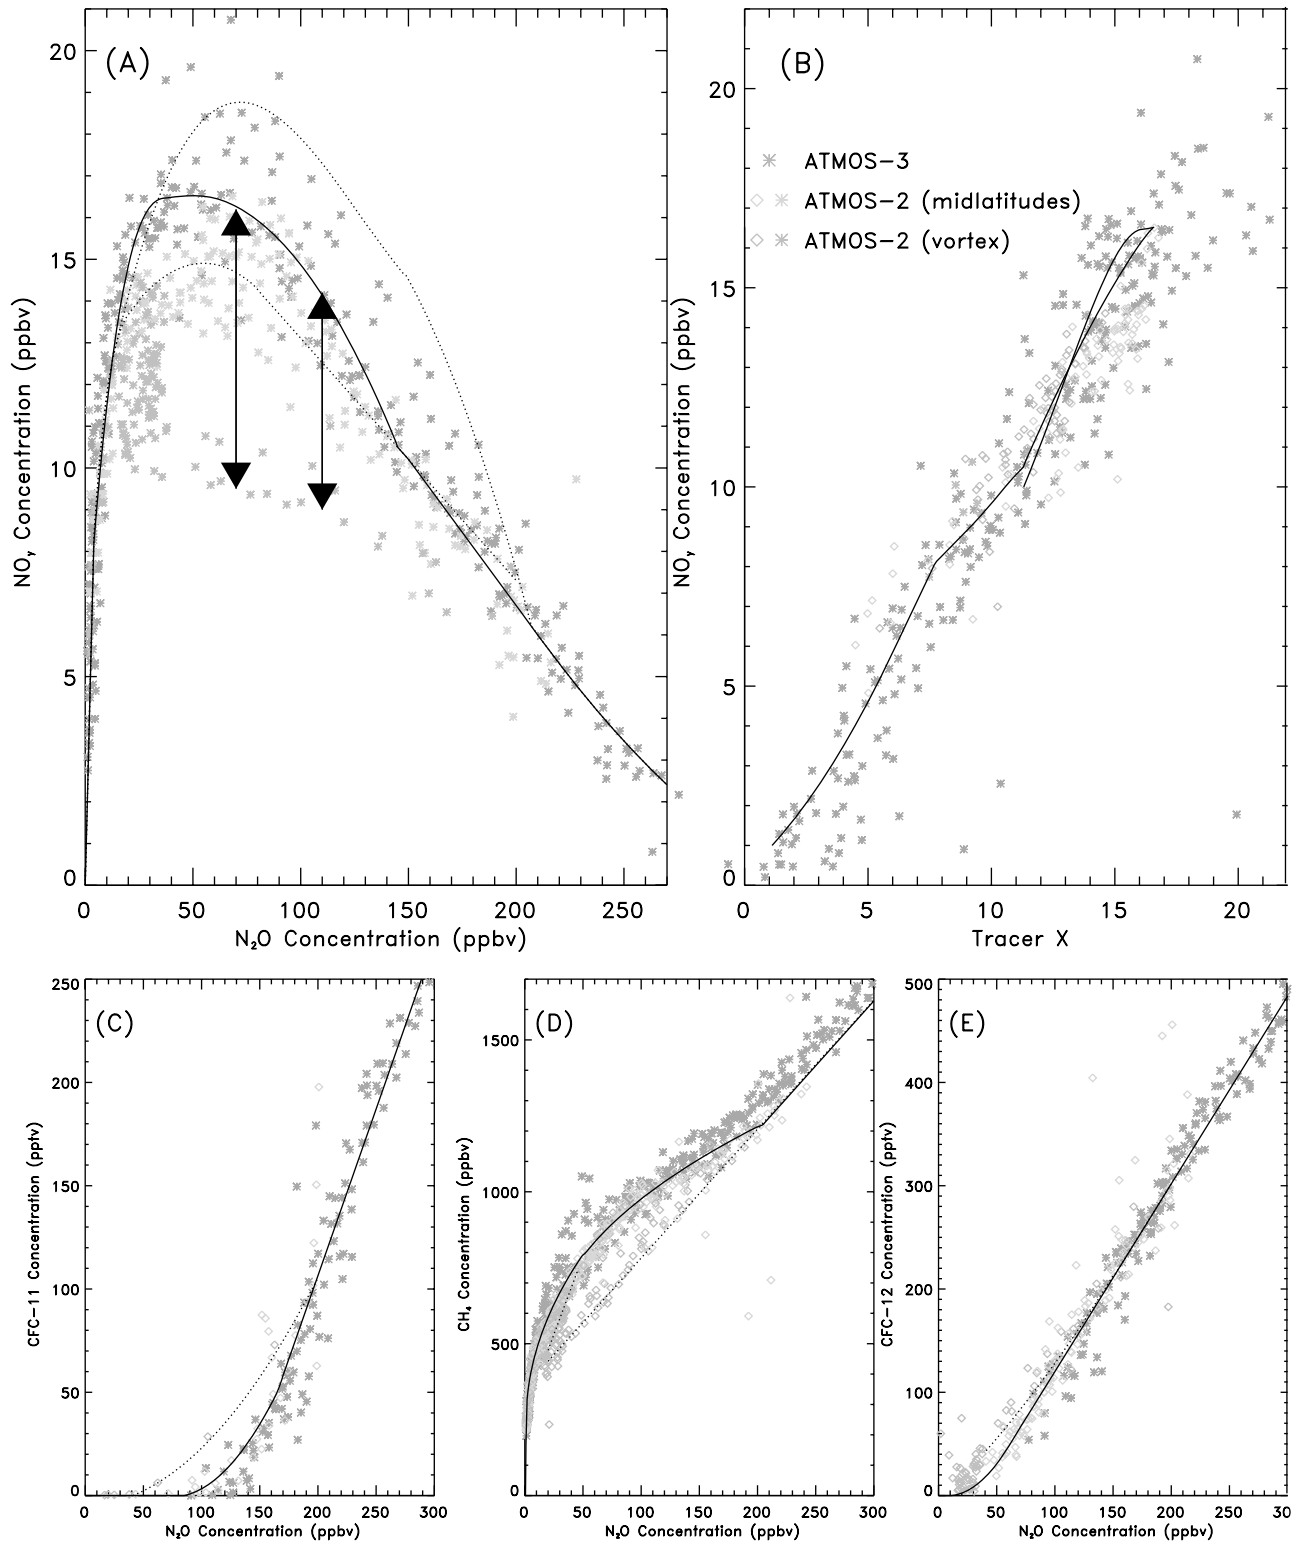 (A)
20
15
10
5
0
NOy Concentration (ppbv)
0 50 100 150 200 250
N₂O Concentration (ppbv)
(B)
ATMOS-3
ATMOS-2 (midlatitudes)
ATMOS-2 (vortex)
20
15
10
5
0
NOy Concentration (ppbv)
0 5 10 15 20
Tracer X
(C)
250
200
150
100
50
0
CFC-11 Concentration (pptv)
0 50 100 150 200 250 300
N₂O Concentration (ppbv)
(D)
1500
1000
500
0
CH₄ Concentration (ppbv)
0 50 100 150 200 250 300
N₂O Concentration (ppbv)
(E)
500
400
300
200
100
0
CFC-12 Concentration (pptv)
0 50 100 150 200 250 300
N₂O Concentration (ppbv)